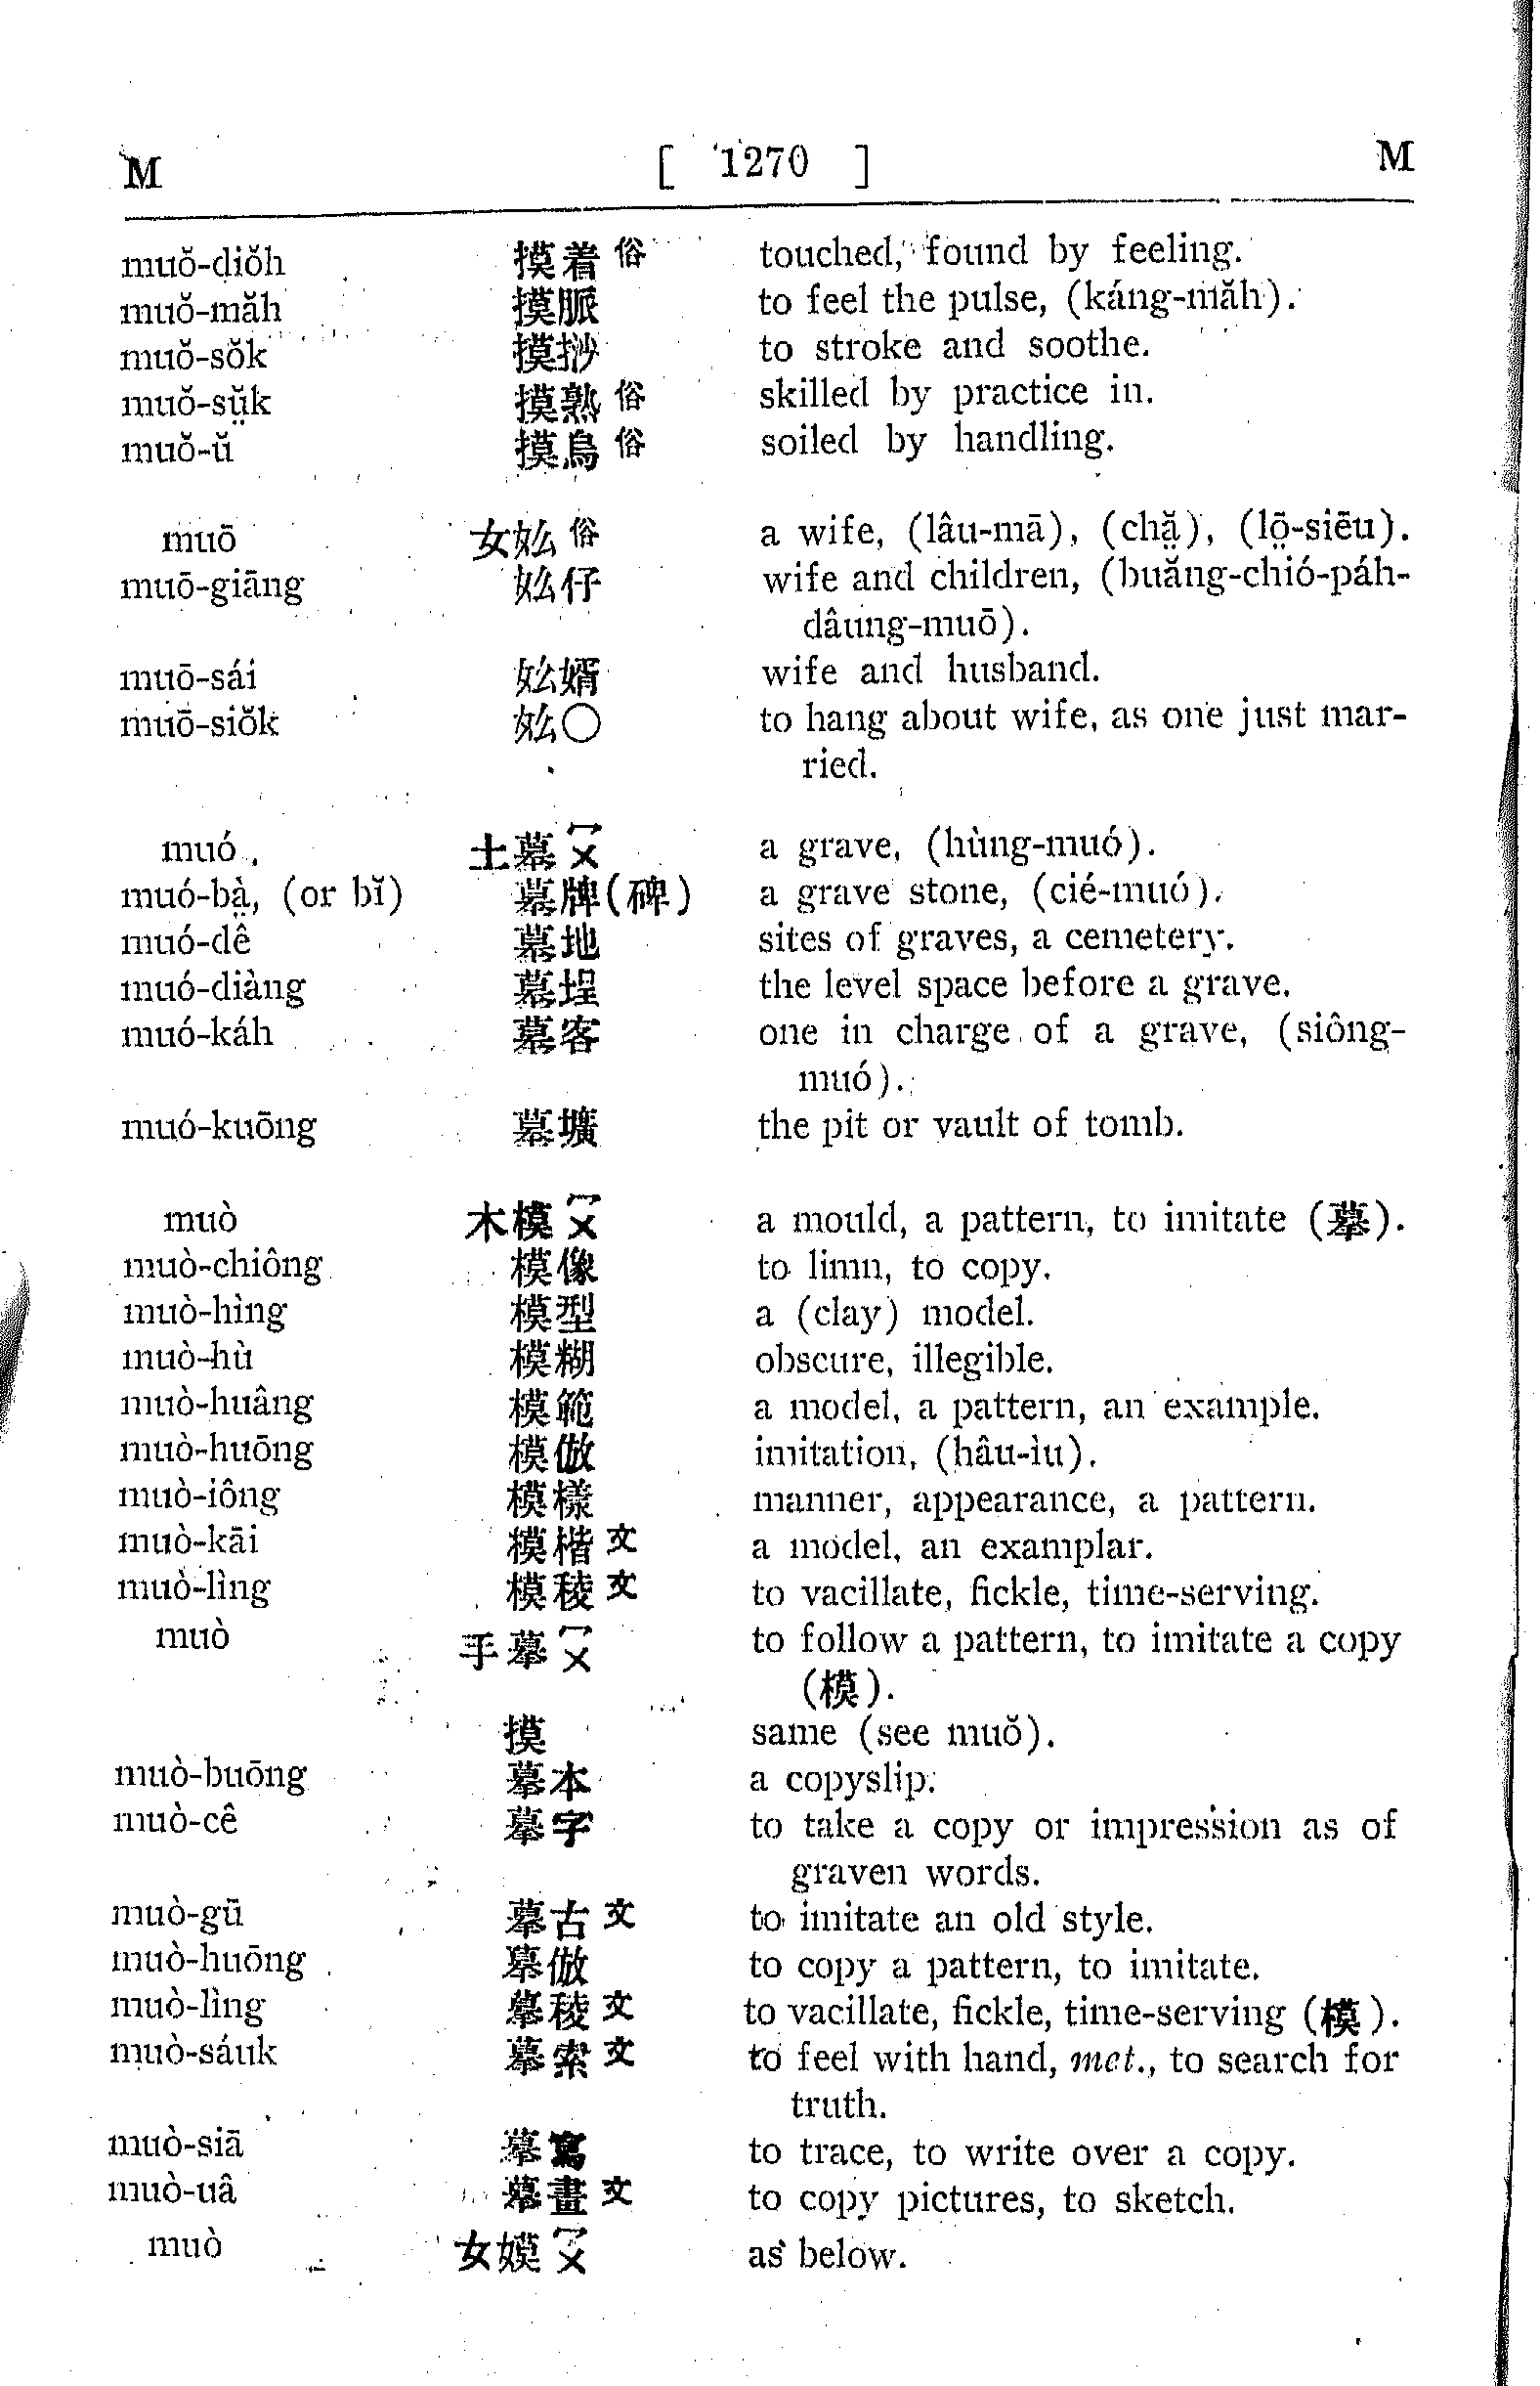 M [ 1270 ] M
muŏ-diŏh 摸着俗 touched, found by feeling.
muŏ-măh 摸脈 to feel the pulse, (káng-măh).
muŏ-sŏk 摸挱 to stroke and soothe.
muŏ-sṳ̆k 摸熟俗 skilled by practice in.
muŏ-ŭ 摸烏俗 soiled by handling.
muō 女妶俗 a wife, (lâu-mā), (chă̤), (lō̤-siēu).
muō-giāng 仔 wife and children, (buăng-chió-páh-
dâung-muō).
muō-sái 婿 wife and husband.
muō-siŏk 〇 to hang about wife, as one just mar-
ried.
muó 土墓ㄇㄨ a grave, (hùng-muó).
muó-bà̤, (or bĭ) 墓牌(碑) a grave stone, (cié-muó).
muó-dê 墓地 sites of graves, a cemetery.
muó-diàng 墓埕 the level space before a grave.
muó-káh 墓客 one in charge of a grave, (siông-
muó).
muó-kuōng 墓壙 the pit or vault of tomb.
muò 木模ㄇㄨ a mould, a pattern, to imitate (摹).
muò-chiông 模像 to limn, to copy.
muò-hìng 模型 a (clay) model.
muò-hù 模糊 obscure, illegible.
muò-huâng 模範 a model, a pattern, an example.
muò-huōng 模倣 imitation, (hâu-ìu).
muò-iông 模樣 manner, appearance, a pattern.
muò-kāi 模楷文 a model, an examplar.
muò-lìng 模稜文 to vacillate, fickle, time-serving.
muò 手摹ㄇㄨ to follow a pattern, to imitate a copy
(模).
摸 same (see muŏ).
muò-buōng 摹本 a copyslip.
muò-cê 摹字 to take a copy or impression as of
graven words.
muò-gū 摹古文 to imitate an old style.
muò-huōng 摹倣 to copy a pattern, to imitate.
muò-lìng 摹稜文 to vacillate, fickle, time-serving (模).
muò-sáuk 摹索文 to feel with hand, met., to search for
truth.
muò-siā 摹寫 to trace, to write over a copy.
muò-uâ 摹畫文 to copy pictures, to sketch.
muò 女嫫ㄇㄨ as below.